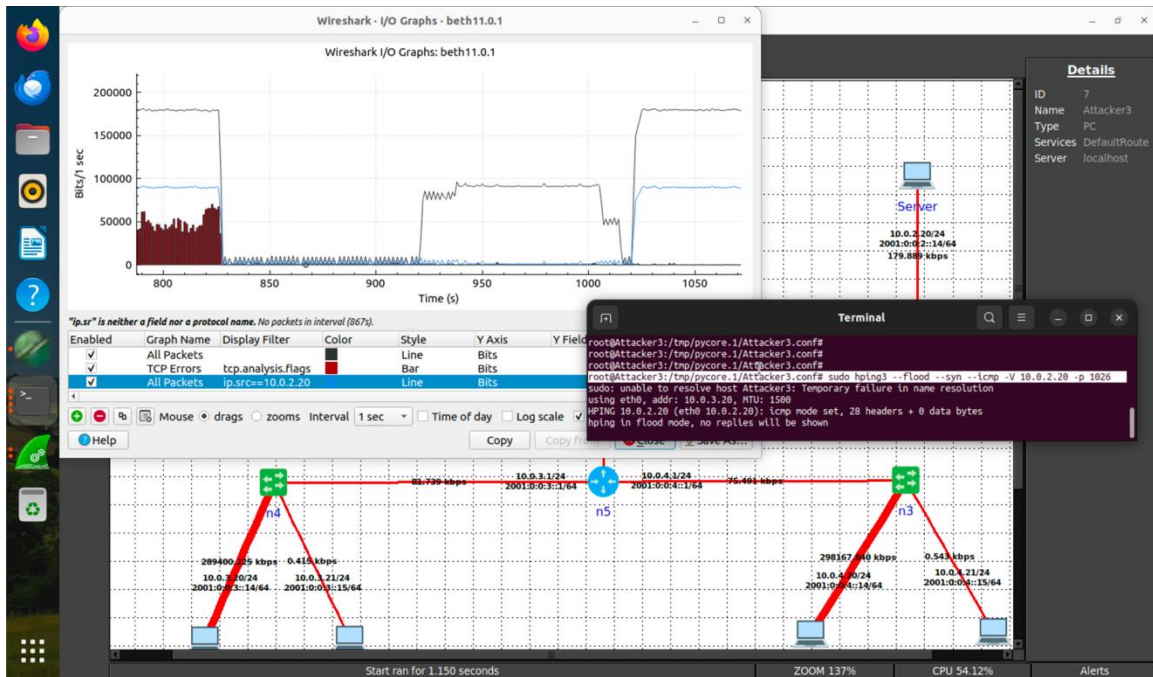 Wireshark · I/O Graphs · beth11.0.1
Wireshark I/O Graphs: beth11.0.1
Bits/1 sec
200000
150000
100000
50000
0
800
850
900
950
1000
1050
Time (s)
"ip.sr" is neither a field nor a protocol name. No packets in interval (867s).
Enabled Graph Name Display Filter Color Style Y Axis Y Field
All Packets Line Bits
TCP Errors tcp.analysis.flags Bar Bits
All Packets ip.src==10.0.2.20 Line Bits
Mouse drags zooms Interval 1 sec Time of day Log scale
Help Copy Copy from Close Save As...
Details
ID 7
Name Attacker3
Type PC
Services DefaultRoute
Server localhost
Server
10.0.2.20/24
2001:0:0:2::14/64
179.889 kbps
Terminal
root@Attacker3:/tmp/pycore.1/Attacker3.conf#
root@Attacker3:/tmp/pycore.1/Attacker3.conf#
root@Attacker3:/tmp/pycore.1/Attacker3.conf#
root@Attacker3:/tmp/pycore.1/Attacker3.conf# sudo hping3 --flood --syn --icmp -V 10.0.2.20 -p 1026
sudo: unable to resolve host Attacker3: Temporary failure in name resolution
using eth0, addr: 10.0.3.20, MTU: 1500
HPING 10.0.2.20 (eth0 10.0.2.20): icmp mode set, 28 headers + 0 data bytes
hping in flood mode, no replies will be shown
81.739 kbps
10.0.3.1/24
2001:0:0:3::1/64
10.0.4.1/24
2001:0:0:4::1/64
75.491 kbps
n4
n5
n3
0.415 kbps
10.0.3.20/24
2001:0:0:3::14/64
10.0.3.21/24
2001:0:0:3::15/64
0.543 kbps
10.0.4.20/24
2001:0:0:4::14/64
10.0.4.21/24
2001:0:0:4::15/64
Start ran for 1.150 seconds
ZOOM 137%
CPU 54.12%
Alerts